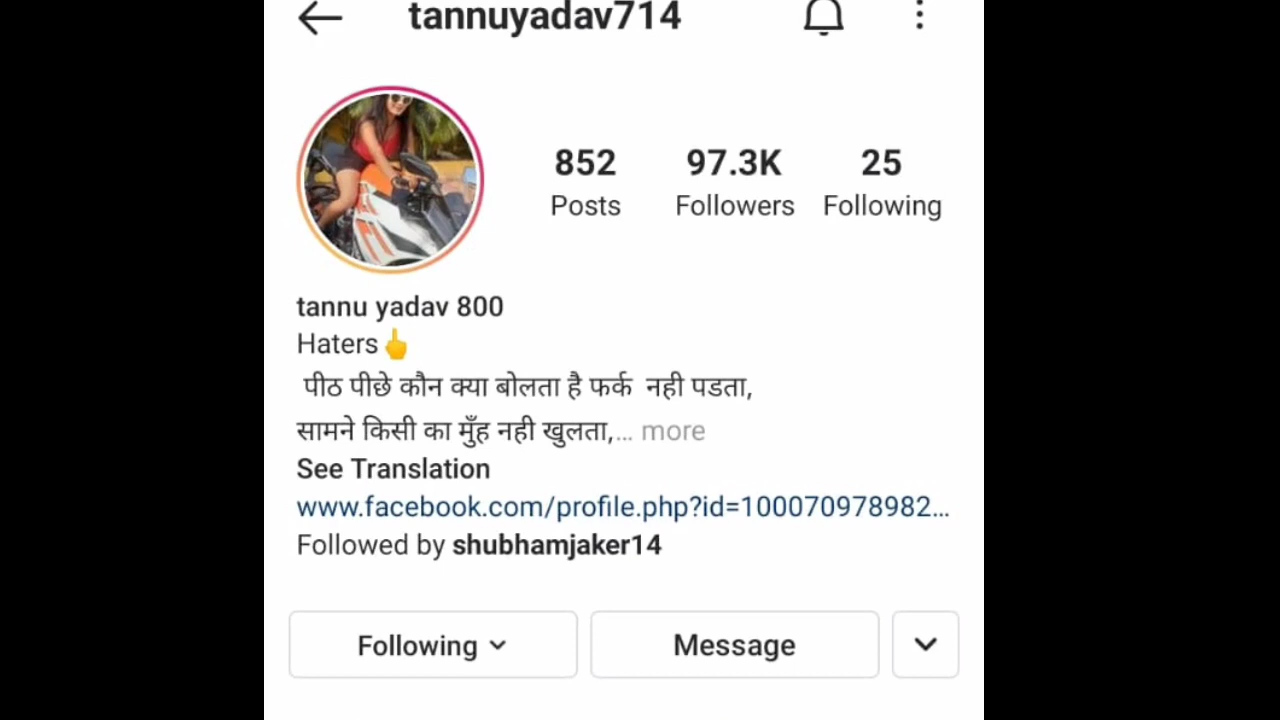 tannuyadav714
852 97.3K 25
Posts Followers Following
tannu yadav 800
Haters🖕
पीठ पीछे कौन क्या बोलता है फर्क नही पडता,
सामने किसी का मुँह नही खुलता,... more
See Translation
www.facebook.com/profile.php?id=100070978982...
Followed by shubhamjaker14
Following Message